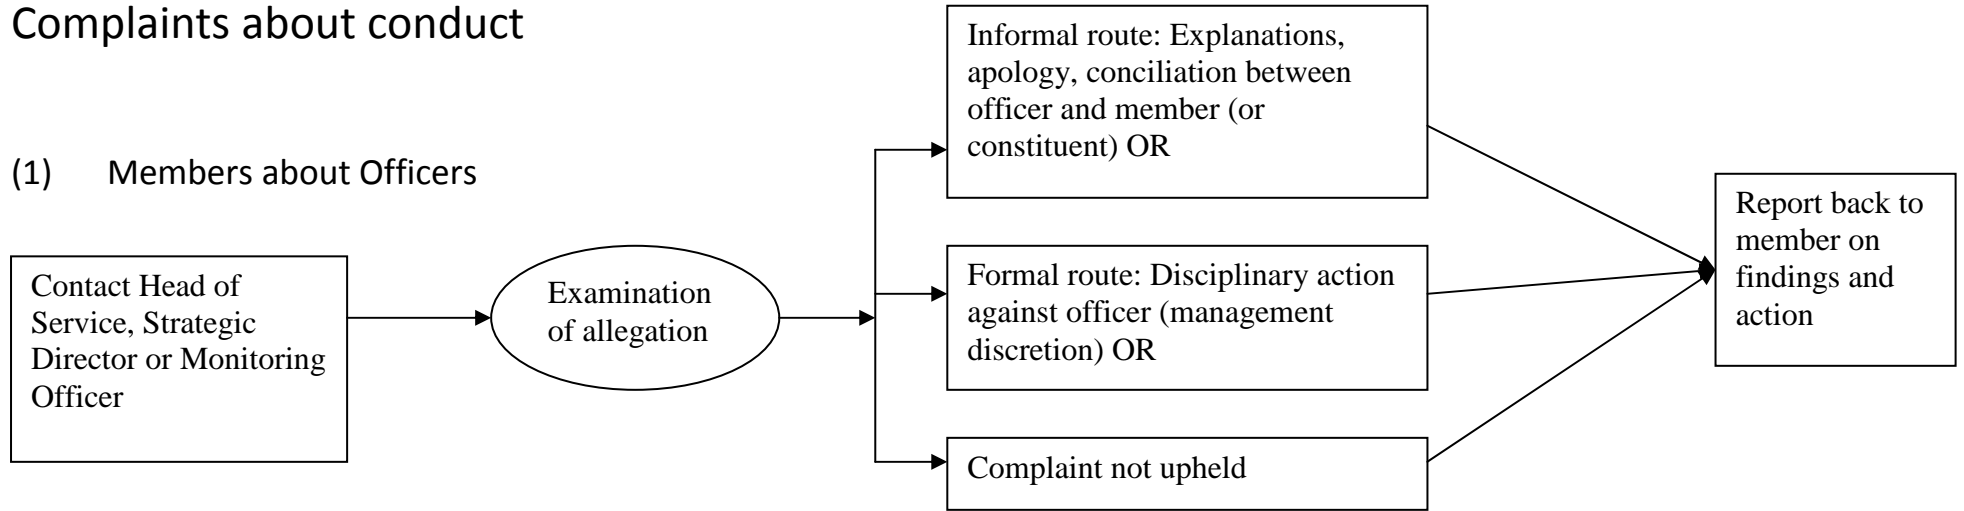 Complaints about conduct
(1) Members about Officers
Contact Head of
Service, Strategic
Director or Monitoring
Officer
Examination
of allegation
Informal route: Explanations,
apology, conciliation between
officer and member (or
constituent) OR
Formal route: Disciplinary action
against officer (management
discretion) OR
Complaint not upheld
Report back to
member on
findings and
action